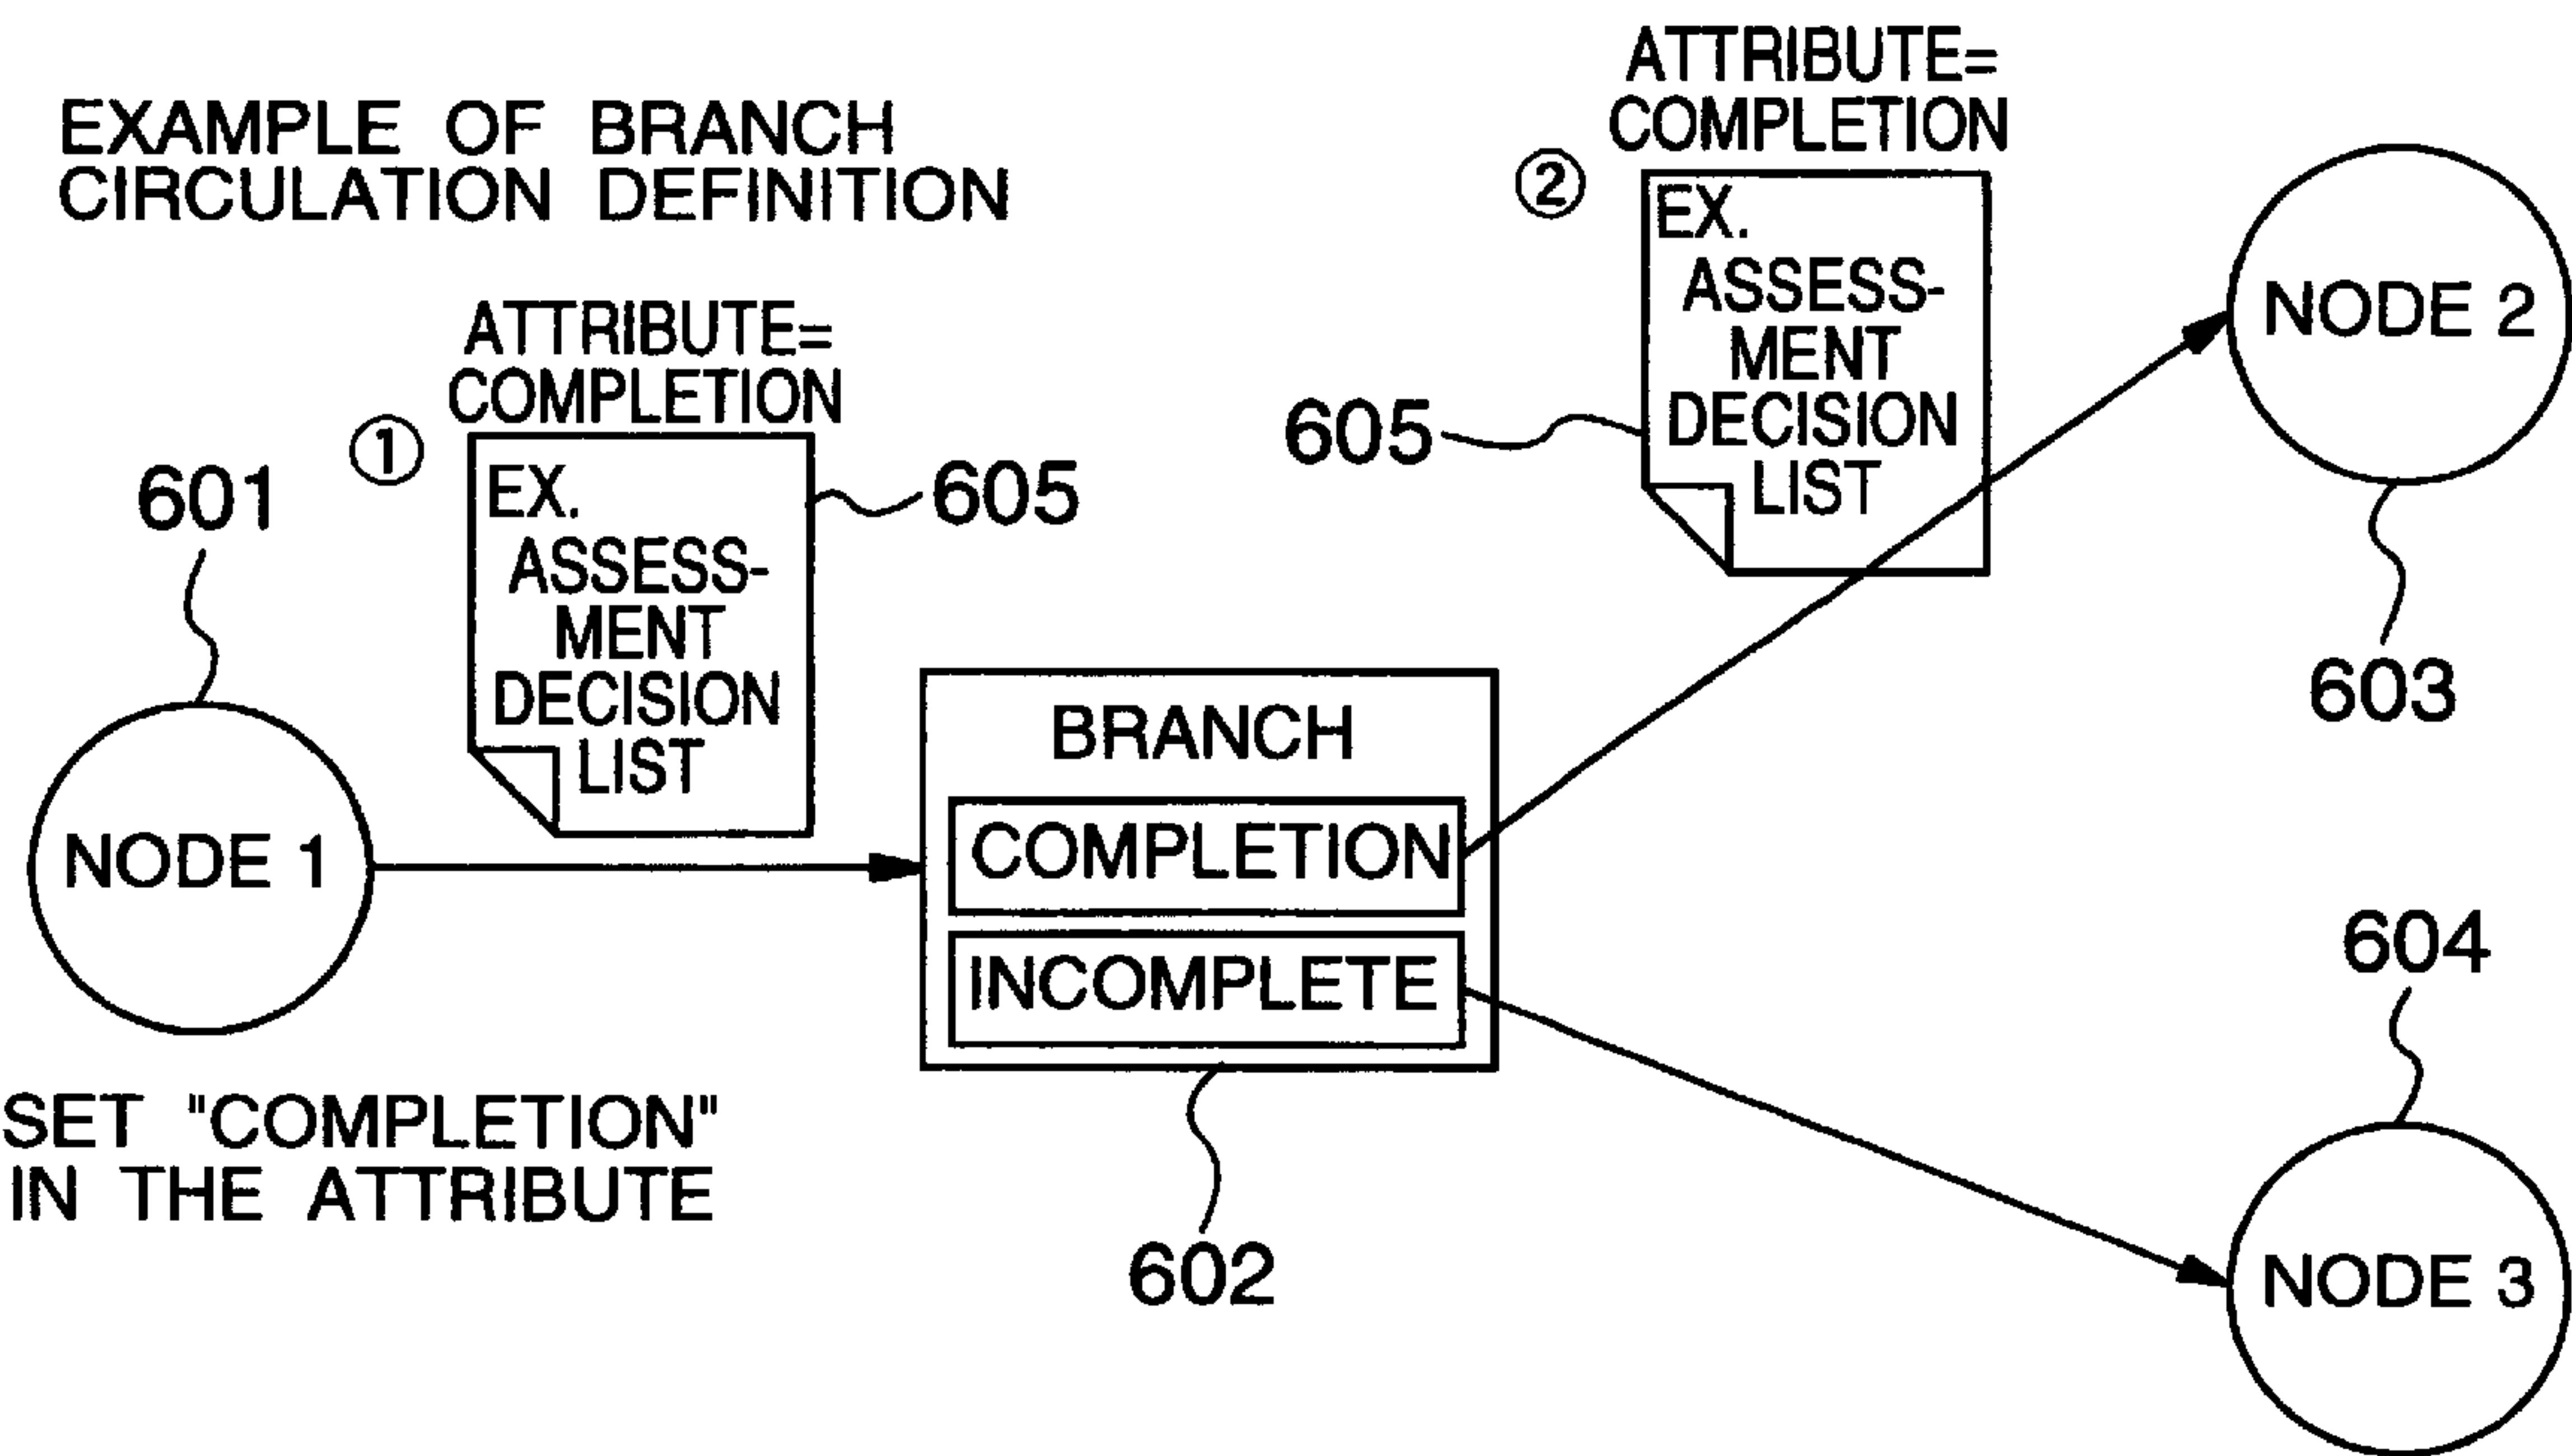 EXAMPLE OF BRANCH
CIRCULATION DEFINITION
ATTRIBUTE=
COMPLETION
①
EX.
ASSESS-
MENT
DECISION
LIST
605
601
NODE 1
SET "COMPLETION"
IN THE ATTRIBUTE
BRANCH
COMPLETION
INCOMPLETE
602
ATTRIBUTE=
COMPLETION
②
EX.
ASSESS-
MENT
DECISION
LIST
605
NODE 2
603
604
NODE 3